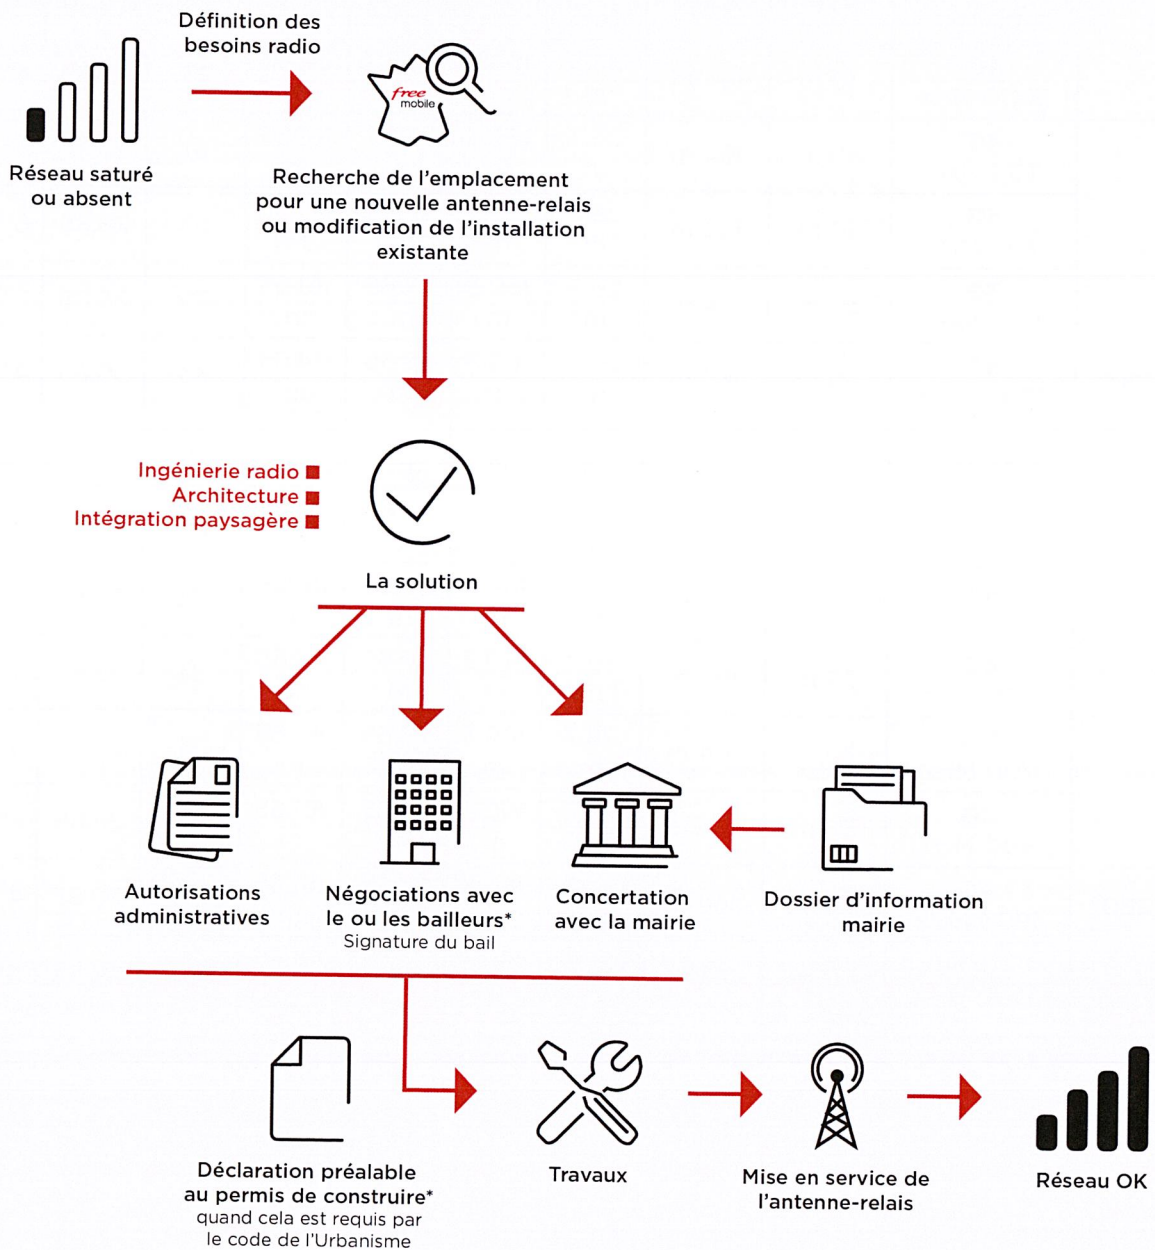 Définition des
besoins radio
free
mobile
Réseau saturé
ou absent
Recherche de l'emplacement
pour une nouvelle antenne-relais
ou modification de l'installation
existante
Ingénierie radio
Architecture
Intégration paysagère
La solution
Autorisations
administratives
Négociations avec
le ou les bailleurs*
Signature du bail
Concertation
avec la mairie
Dossier d'information
mairie
Déclaration préalable
au permis de construire*
quand cela est requis par
le code de l'Urbanisme
Travaux
Mise en service de
l'antenne-relais
Réseau OK